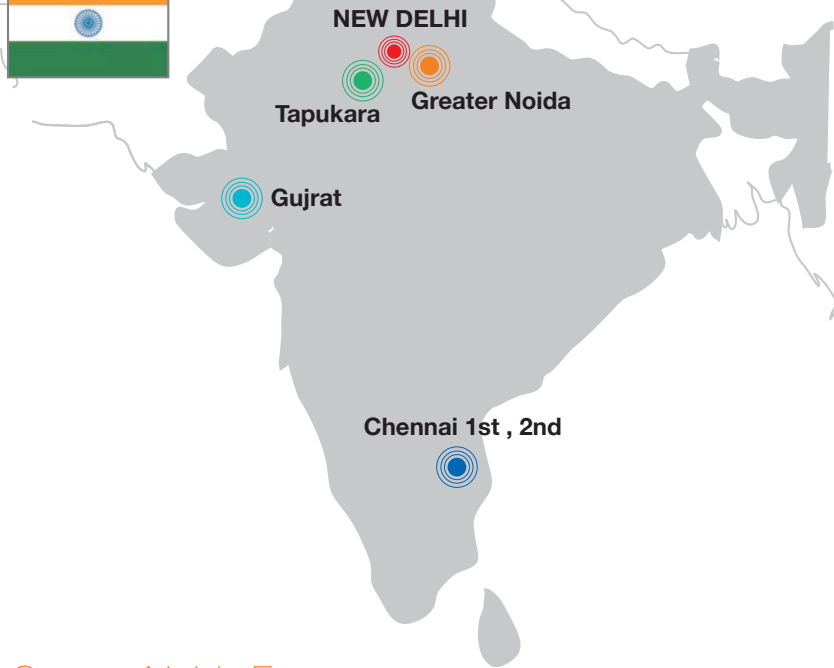 NEW DELHI
Greater Noida
Tapukara
Gujrat
Chennai 1st , 2nd